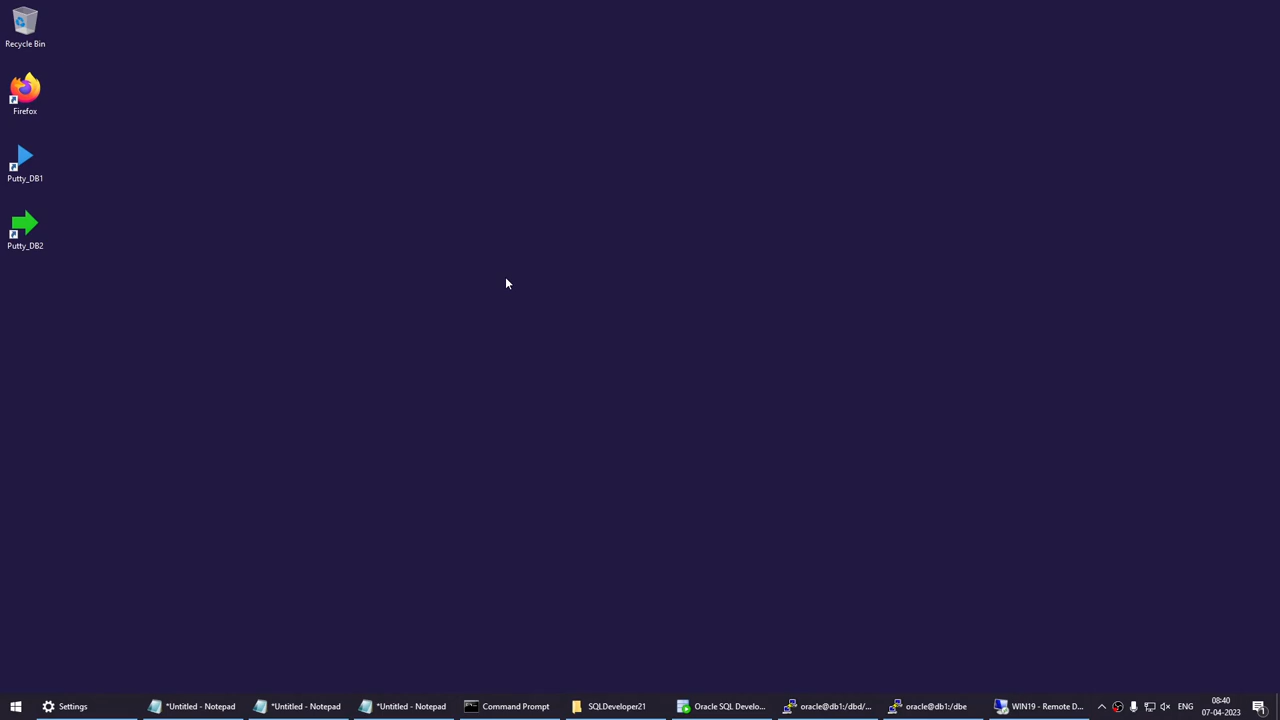 Recycle Bin
Firefox
Putty_DB1
Putty_DB2
Settings
*Untitled - Notepad
*Untitled - Notepad
*Untitled - Notepad
Command Prompt
SQLDeveloper21
Oracle SQL Develo...
oracle@db1:/dbd/...
oracle@db1:/dbe
WIN19 - Remote D...
ENG
08:40
07-04-2023